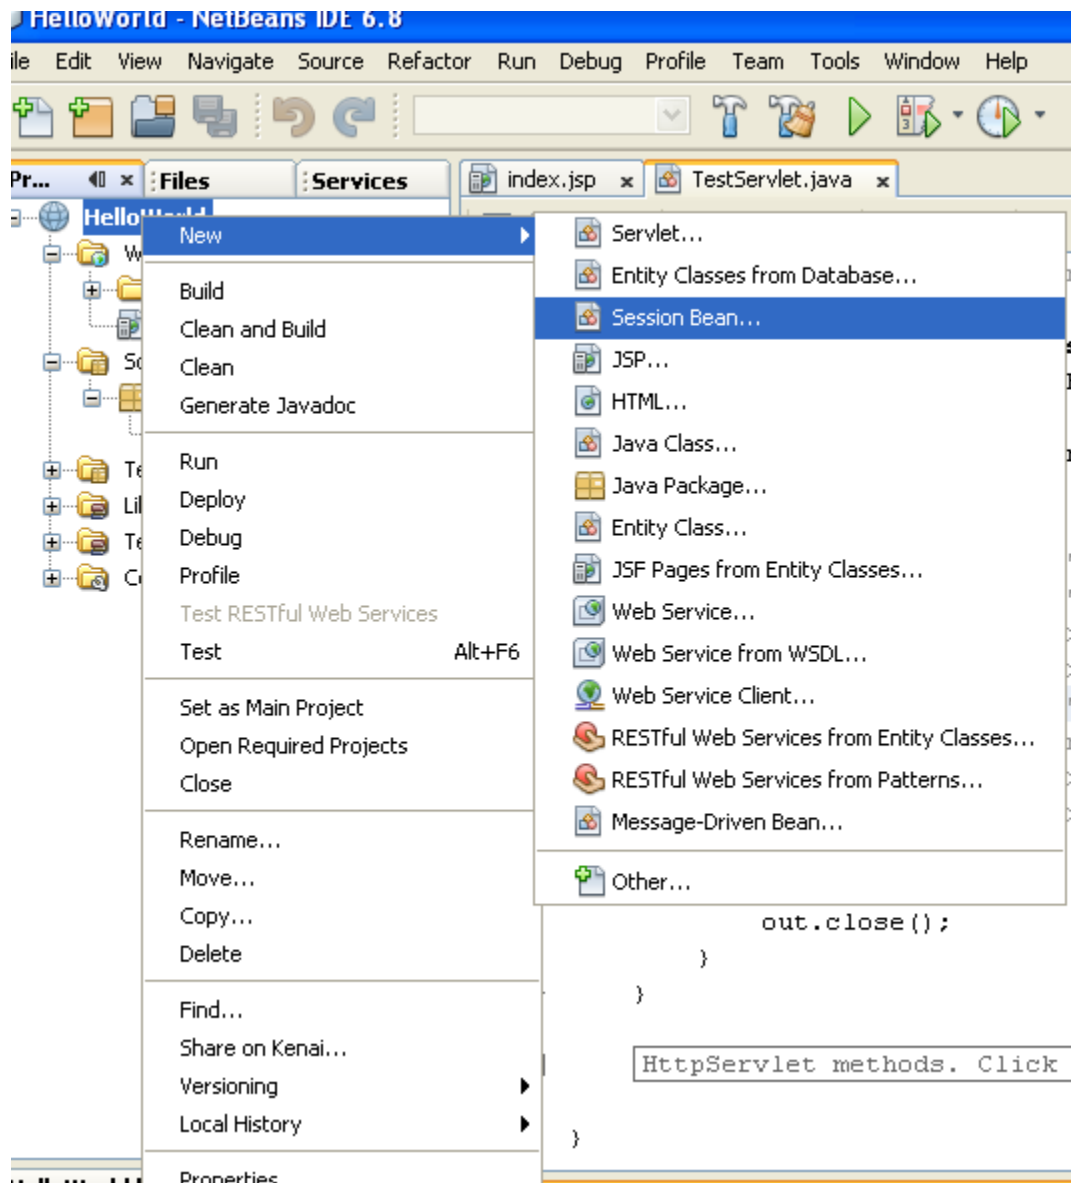 HelloWorld - NetBeans IDE 6.8
Edit View Navigate Source Refactor Run Debug Profile Team Tools Window Help
Pr... Files Services index.jsp TestServlet.java
HelloWorld
New
Build
Clean and Build
Clean
Generate Javadoc
Run
Deploy
Debug
Profile
Test RESTful Web Services
Test Alt+F6
Set as Main Project
Open Required Projects
Close
Rename...
Move...
Copy...
Delete
Find...
Share on Kenai...
Versioning
Local History
Properties
Servlet...
Entity Classes from Database...
Session Bean...
JSP...
HTML...
Java Class...
Java Package...
Entity Class...
JSF Pages from Entity Classes...
Web Service...
Web Service from WSDL...
Web Service Client...
RESTful Web Services from Entity Classes...
RESTful Web Services from Patterns...
Message-Driven Bean...
Other...
out.close();
}
}
HttpServlet methods. Click
}